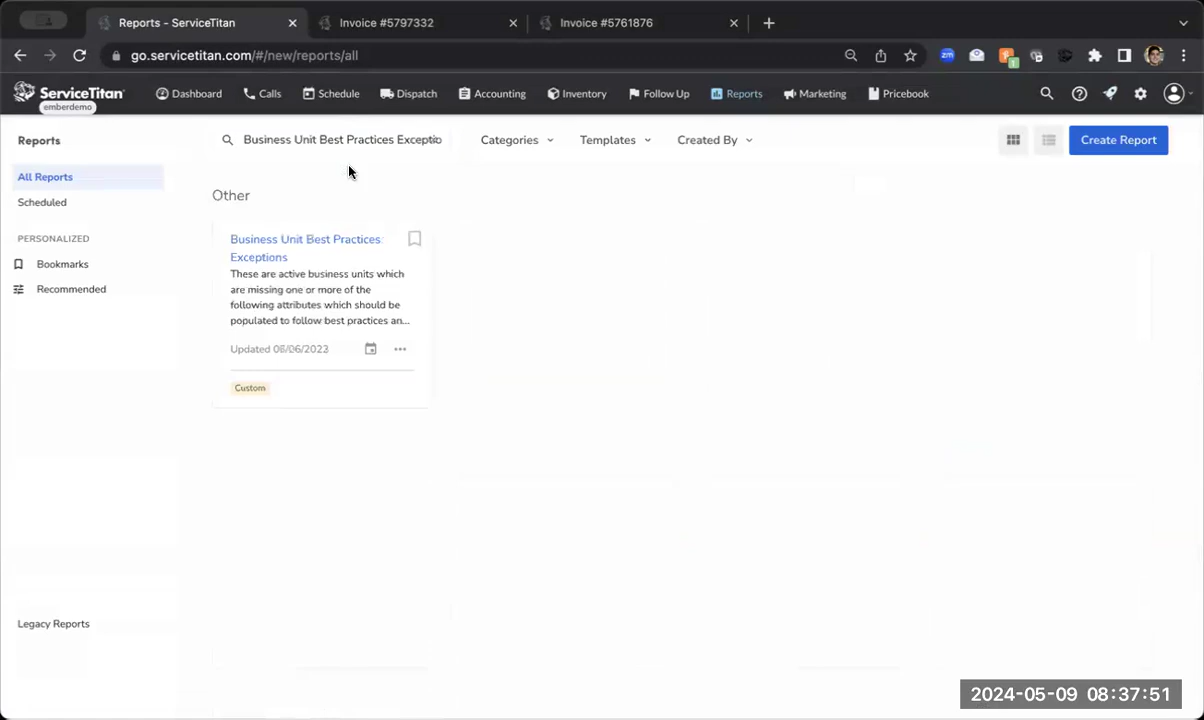 Reports - ServiceTitan
Invoice #5797332
Invoice #5761876
go.servicetitan.com/#/new/reports/all
zm
1
ServiceTitan
emberdemo
Dashboard
Calls
Schedule
Dispatch
Accounting
Inventory
Follow Up
Reports
Marketing
Pricebook
Reports
Business Unit Best Practices Exceptio
Categories
Templates
Created By
Create Report
All Reports
Scheduled
PERSONALIZED
Bookmarks
Recommended
Legacy Reports
Other
Business Unit Best Practices
Exceptions
These are active business units which
are missing one or more of the
following attributes which should be
populated to follow best practices an...
Updated 06/06/2023
Custom
2024-05-09 08:37:51